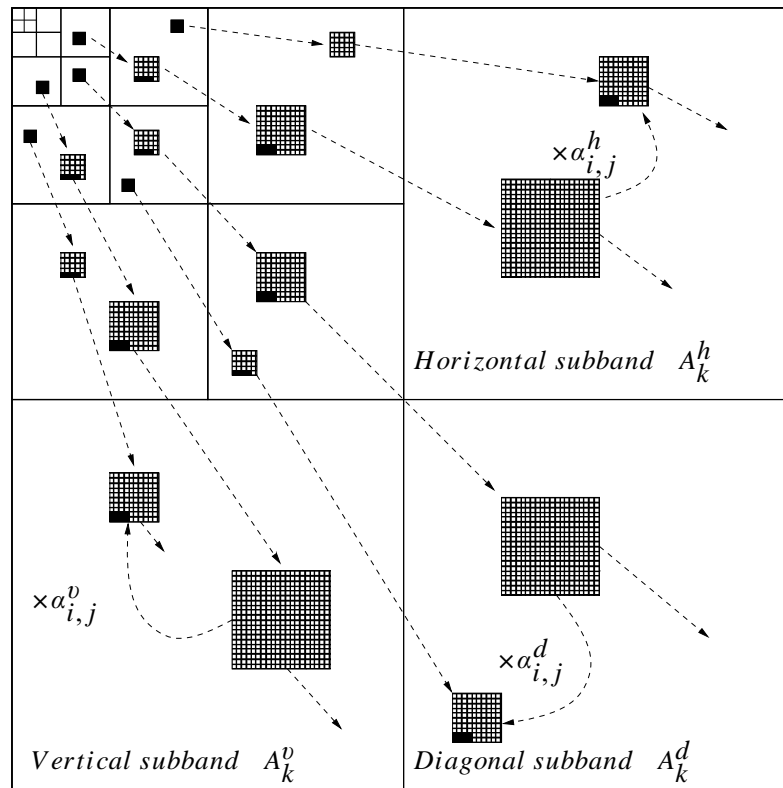 ×α^h_{i,j}
Horizontal subband A^h_k
×α^v_{i,j}
×α^d_{i,j}
Vertical subband A^v_k
Diagonal subband A^d_k